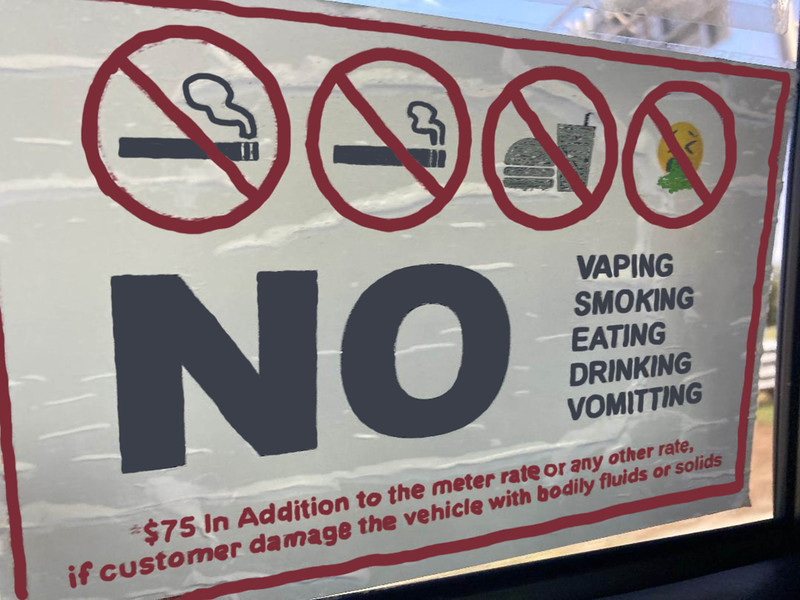 NO
VAPING
SMOKING
EATING
DRINKING
VOMITTING
*$75 In Addition to the meter rate or any other rate,
if customer damage the vehicle with bodily fluids or solids